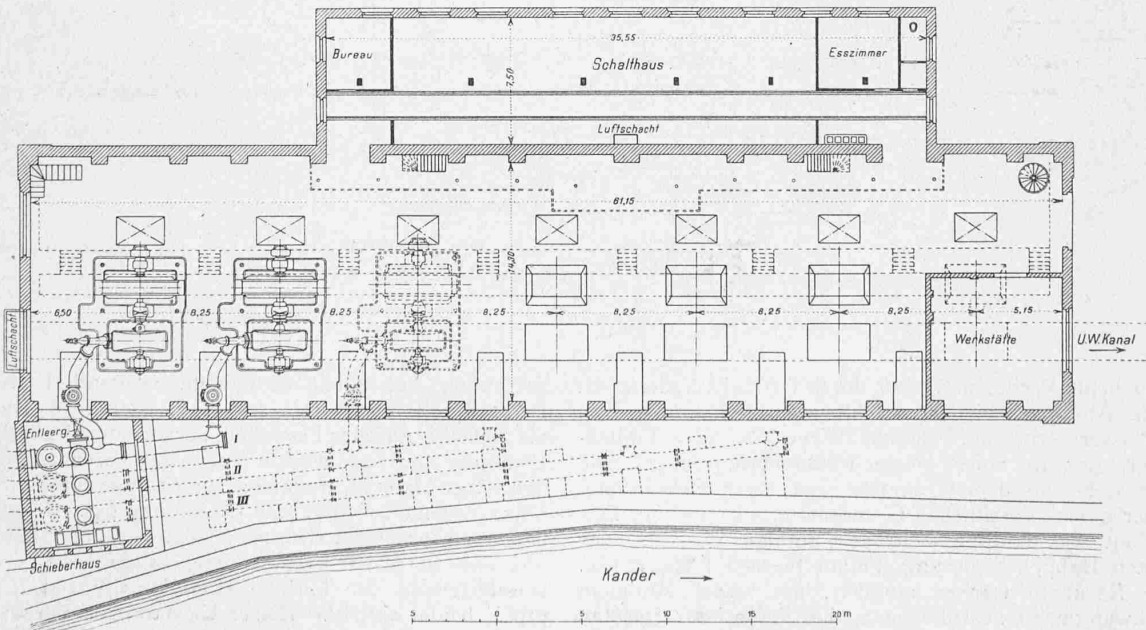 35,55
Bureau
Schalthaus
Esszimmer
7,50
Luftschacht
61,15
14,30
6,50
8,25
8,25
8,25
8,25
8,25
8,25
5,15
Luftschacht
Werkstätte
U.W. Kanal
Entleerg.
I
II
III
Schieberhaus
Kander
5
0
5
10
15
20 m